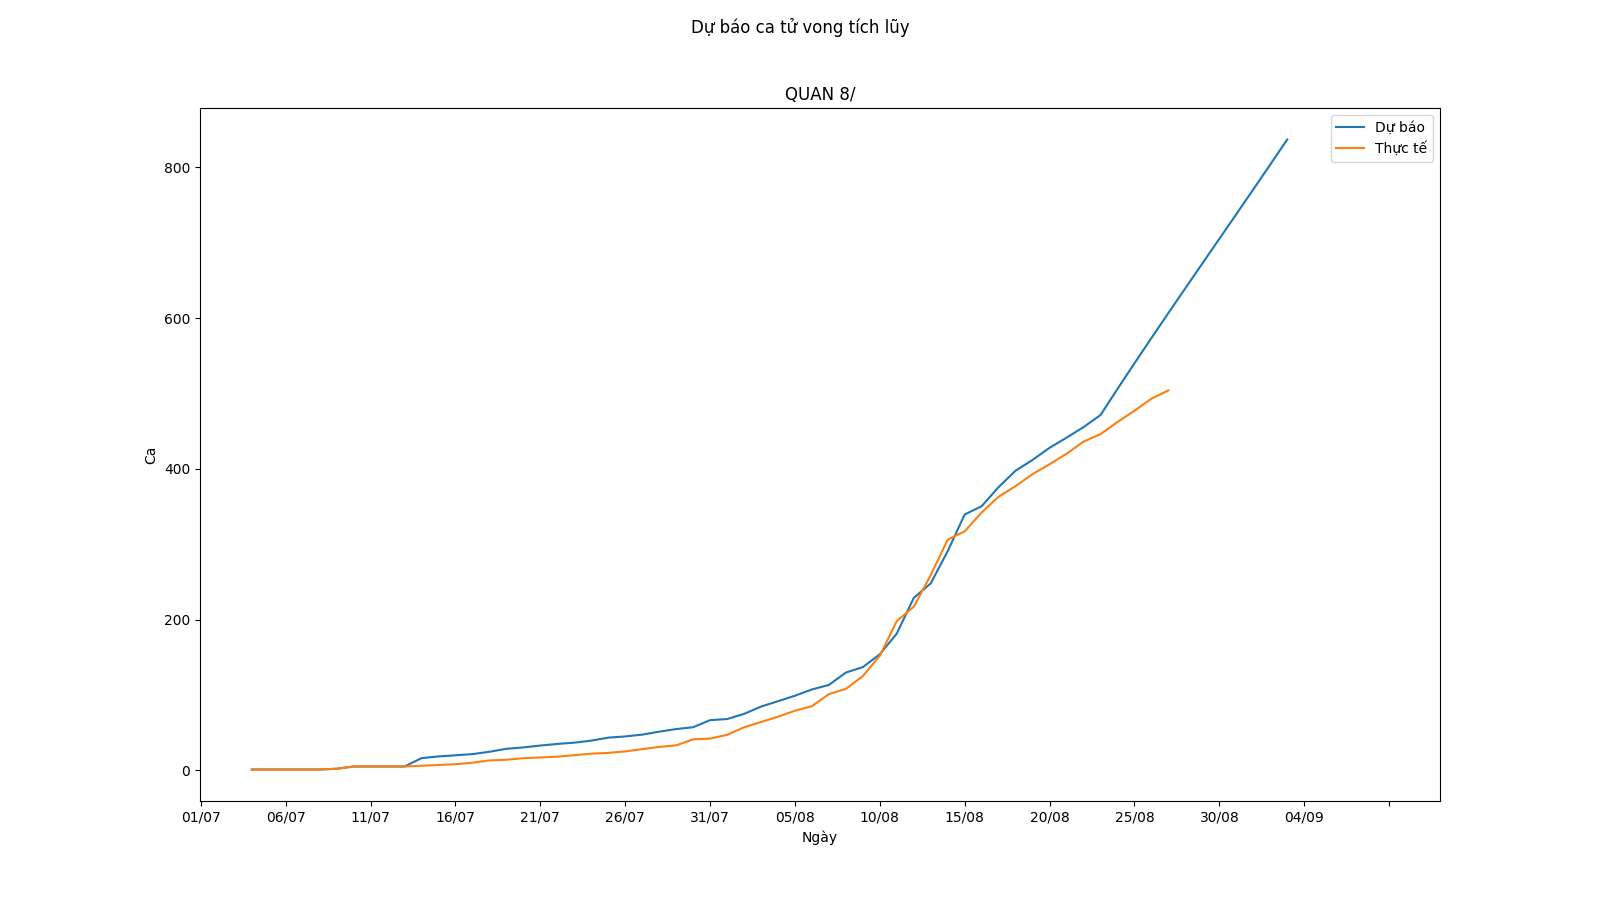 Dự báo ca tử vong tích lũy
QUAN 8/
Dự báo
Thực tế
800
600
400
200
0
Ca
01/07 06/07 11/07 16/07 21/07 26/07 31/07 05/08 10/08 15/08 20/08 25/08 30/08 04/09
Ngày